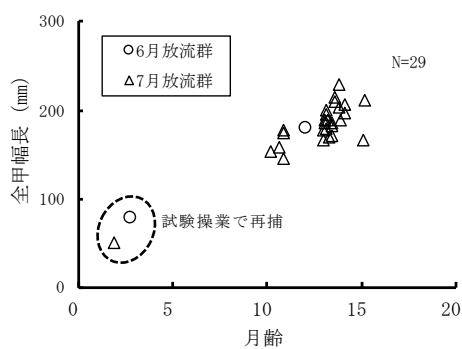 300
200
100
0
全甲幅長 (mm)
○6月放流群
△7月放流群
N=29
試験操業で再捕
0 5 10 15 20
月齢